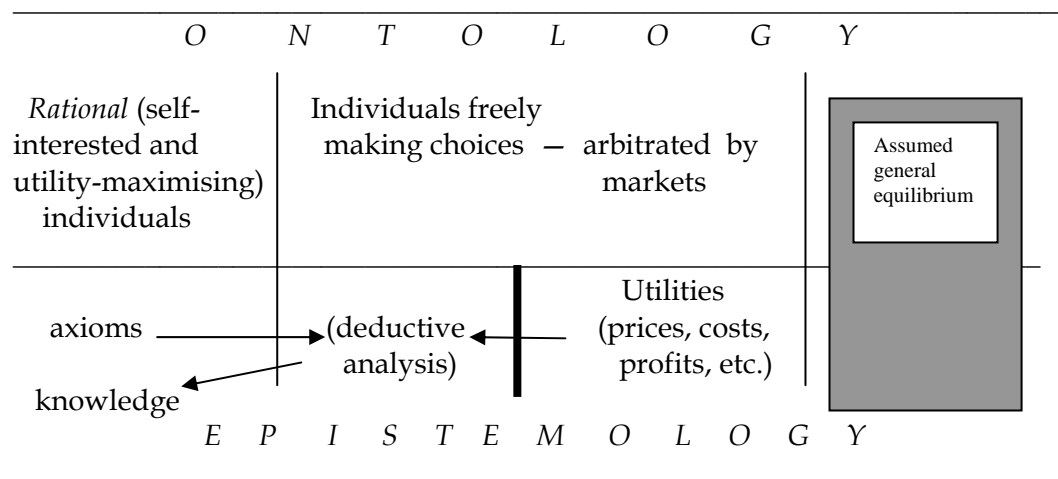 O N T O L O G Y
Rational (self-
interested and
utility-maximising)
individuals
Individuals freely
making choices – arbitrated by
markets
Assumed
general
equilibrium
axioms
knowledge
(deductive
analysis)
Utilities
(prices, costs,
profits, etc.)
E P I S T E M O L O G Y